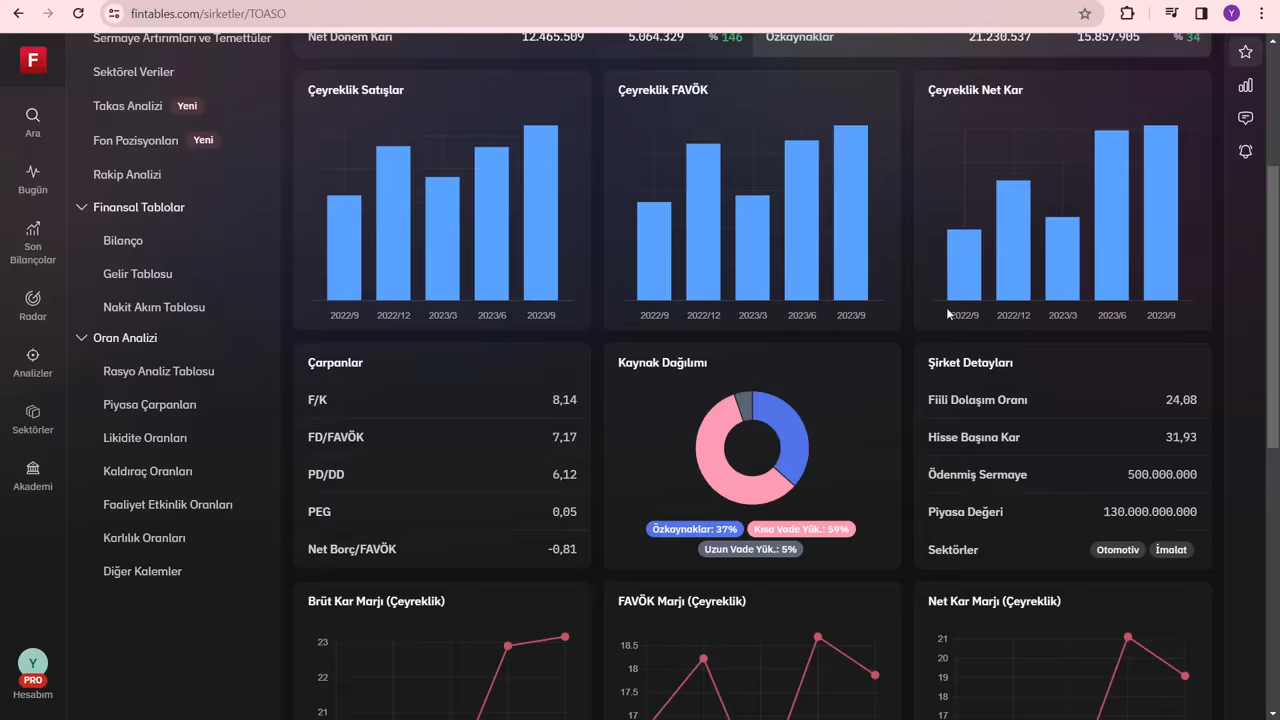 fintables.com/sirketler/TOASO
Y
F
Ara
Bugün
Son
Bilançolar
Radar
Analizler
Sektörler
Akademi
Y
PRO
Hesabım
Sermaye Artırımları ve Temettüler
Sektörel Veriler
Takas Analizi Yeni
Fon Pozisyonları Yeni
Rakip Analizi
Finansal Tablolar
Bilanço
Gelir Tablosu
Nakit Akım Tablosu
Oran Analizi
Rasyo Analiz Tablosu
Piyasa Çarpanları
Likidite Oranları
Kaldıraç Oranları
Faaliyet Etkinlik Oranları
Karlılık Oranları
Diğer Kalemler
Net Dönem Karı 12.465.509 5.064.329 % 146 Özkaynaklar 21.230.537 15.857.905 % 34
Çeyreklik Satışlar
2022/9 2022/12 2023/3 2023/6 2023/9
Çeyreklik FAVÖK
2022/9 2022/12 2023/3 2023/6 2023/9
Çeyreklik Net Kar
2022/9 2022/12 2023/3 2023/6 2023/9
Çarpanlar
F/K 8,14
FD/FAVÖK 7,17
PD/DD 6,12
PEG 0,05
Net Borç/FAVÖK -0,81
Kaynak Dağılımı
Özkaynaklar: 37% Kısa Vade Yük.: 59%
Uzun Vade Yük.: 5%
Şirket Detayları
Fiili Dolaşım Oranı 24,08
Hisse Başına Kar 31,93
Ödenmiş Sermaye 500.000.000
Piyasa Değeri 130.000.000.000
Sektörler Otomotiv İmalat
Brüt Kar Marjı (Çeyreklik)
23
22
21
FAVÖK Marjı (Çeyreklik)
18.5
18
17.5
17
Net Kar Marjı (Çeyreklik)
21
20
19
18
17